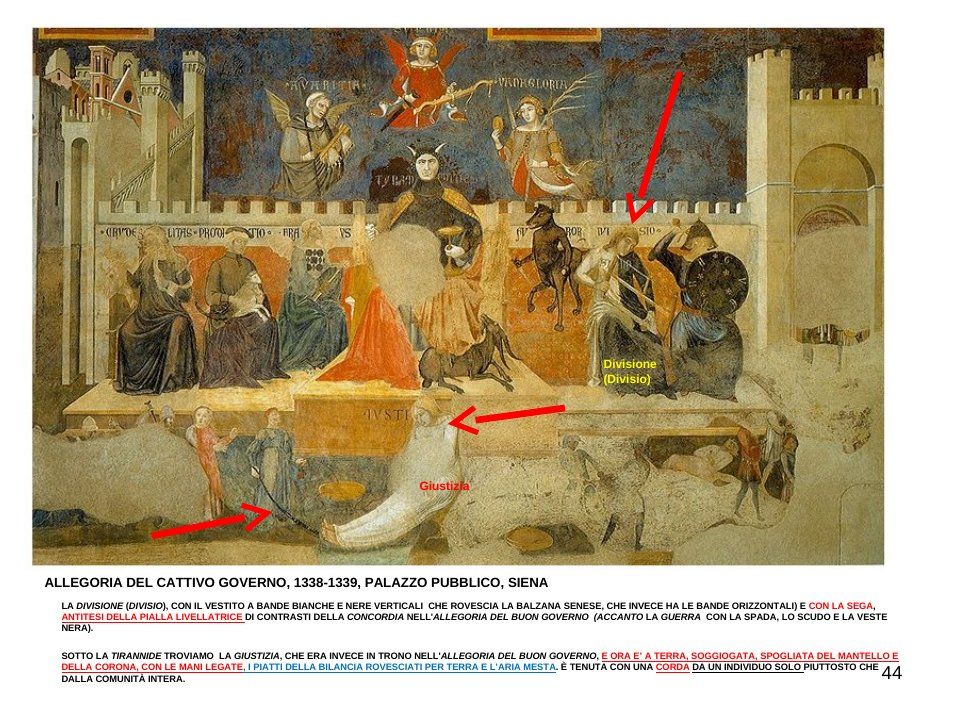 AVARITIA
VANAGLORIA
CRVDE LITAS
Divisione
(Divisio)
IVSTI
Giustizia
ALLEGORIA DEL CATTIVO GOVERNO, 1338-1339, PALAZZO PUBBLICO, SIENA
LA DIVISIONE (DIVISIO), CON IL VESTITO A BANDE BIANCHE E NERE VERTICALI CHE ROVESCIA LA BALZANA SENESE, CHE INVECE HA LE BANDE ORIZZONTALI) E CON LA SEGA,
ANTITESI DELLA PIALLA LIVELLATRICE DI CONTRASTI DELLA CONCORDIA NELL'ALLEGORIA DEL BUON GOVERNO (ACCANTO LA GUERRA CON LA SPADA, LO SCUDO E LA VESTE
NERA).
SOTTO LA TIRANNIDE TROVIAMO LA GIUSTIZIA, CHE ERA INVECE IN TRONO NELL'ALLEGORIA DEL BUON GOVERNO, E ORA E' A TERRA, SOGGIOGATA, SPOGLIATA DEL MANTELLO E
DELLA CORONA, CON LE MANI LEGATE, I PIATTI DELLA BILANCIA ROVESCIATI PER TERRA E L'ARIA MESTA. È TENUTA CON UNA CORDA DA UN INDIVIDUO SOLO PIUTTOSTO CHE
DALLA COMUNITÀ INTERA.
44